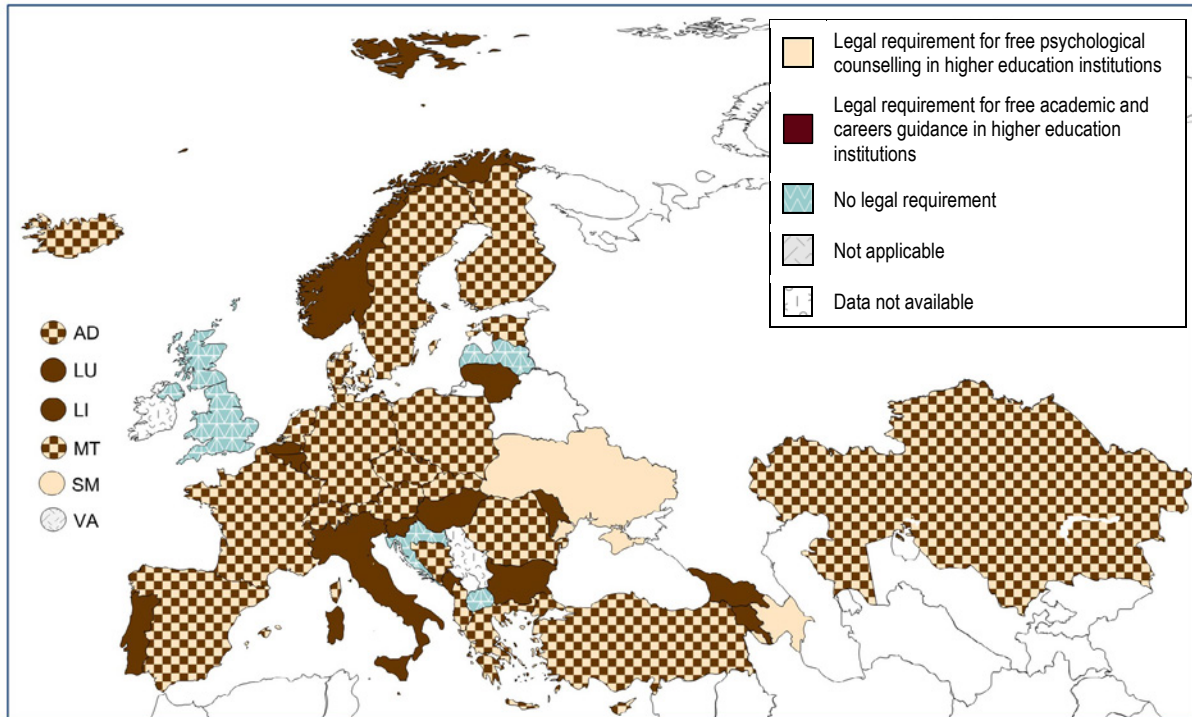 Legal requirement for free psychological
counselling in higher education institutions
Legal requirement for free academic and
careers guidance in higher education
institutions
No legal requirement
Not applicable
Data not available
AD
LU
LI
MT
SM
VA